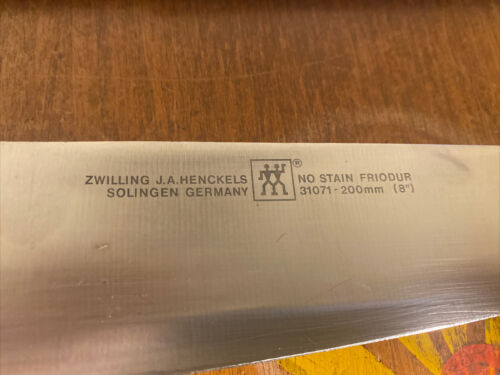 ZWILLING J.A.HENCKELS
SOLINGEN GERMANY
®
NO STAIN FRIODUR
31071-200mm (8")